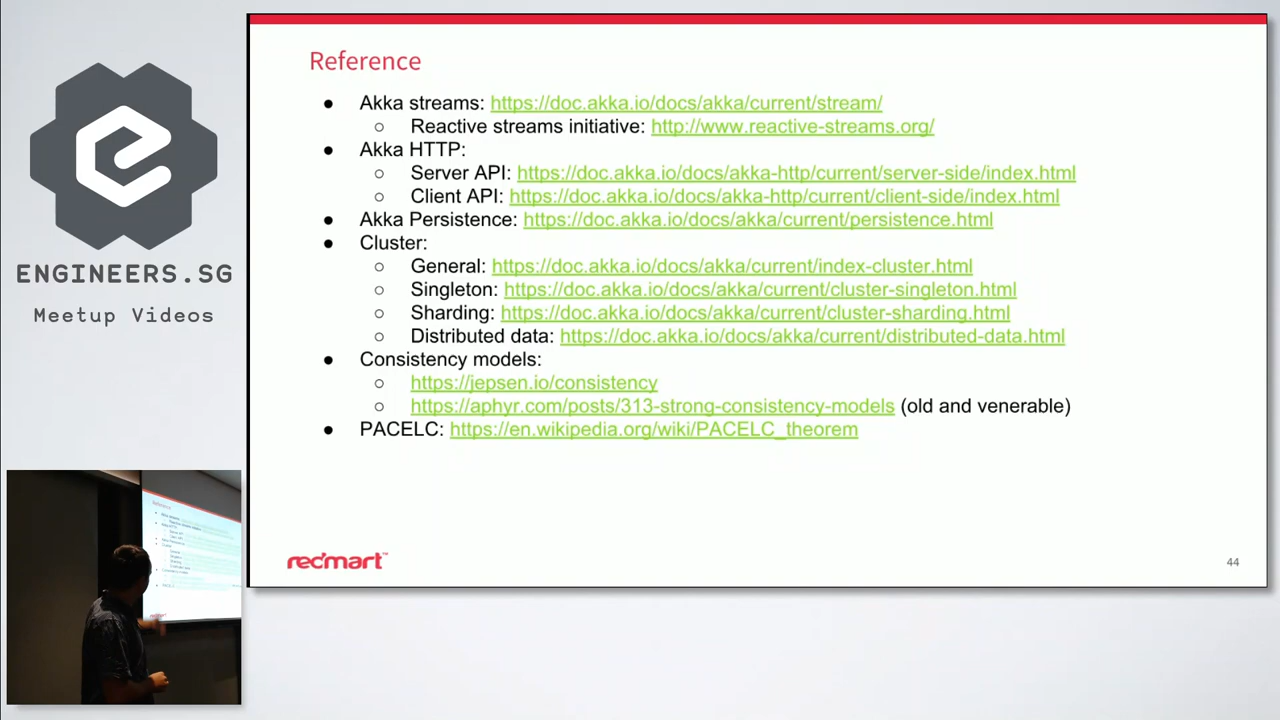 ENGINEERS.SG
Meetup Videos
Reference
● Akka streams: https://doc.akka.io/docs/akka/current/stream/
○ Reactive streams initiative: http://www.reactive-streams.org/
● Akka HTTP:
○ Server API: https://doc.akka.io/docs/akka-http/current/server-side/index.html
○ Client API: https://doc.akka.io/docs/akka-http/current/client-side/index.html
● Akka Persistence: https://doc.akka.io/docs/akka/current/persistence.html
● Cluster:
○ General: https://doc.akka.io/docs/akka/current/index-cluster.html
○ Singleton: https://doc.akka.io/docs/akka/current/cluster-singleton.html
○ Sharding: https://doc.akka.io/docs/akka/current/cluster-sharding.html
○ Distributed data: https://doc.akka.io/docs/akka/current/distributed-data.html
● Consistency models:
○ https://jepsen.io/consistency
○ https://aphyr.com/posts/313-strong-consistency-models (old and venerable)
● PACELC: https://en.wikipedia.org/wiki/PACELC_theorem
redmart™
44